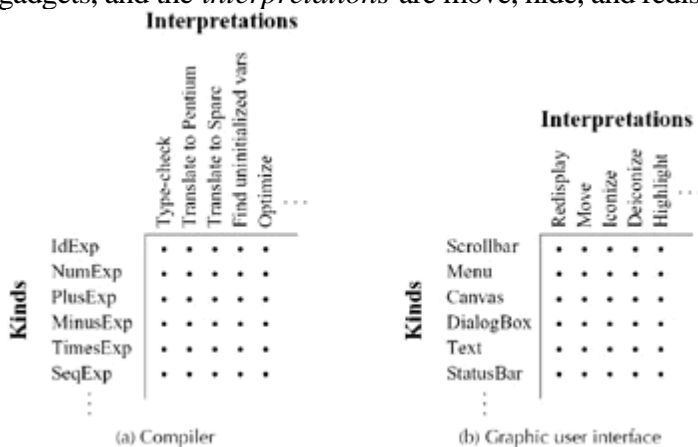 gadgets, and the interpretations are move, hide, and redis
Interpretations
Type-check
Translate to Pentium
Translate to Sparc
Find uninitialized vars
Optimize
...
Kinds
IdExp
NumExp
PlusExp
MinusExp
TimesExp
SeqExp
(a) Compiler
Interpretations
Redisplay
Move
Iconize
Deiconize
Highlight
...
Kinds
Scrollbar
Menu
Canvas
DialogBox
Text
StatusBar
(b) Graphic user interface